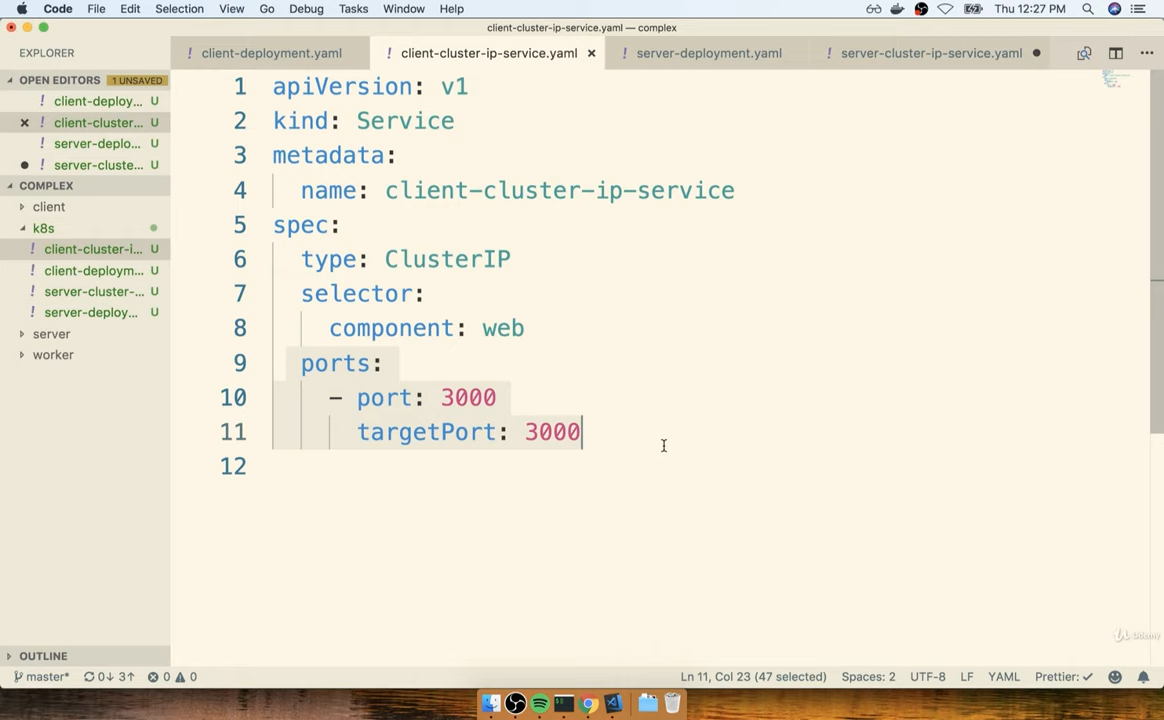 Code File Edit Selection View Go Debug Tasks Window Help Thu 12:27 PM
client-cluster-ip-service.yaml — complex
EXPLORER
client-deployment.yaml client-cluster-ip-service.yaml server-deployment.yaml server-cluster-ip-service.yaml
OPEN EDITORS 1 UNSAVED
client-deploy... U
client-cluster... U
server-deplo... U
server-cluste... U
COMPLEX
client
k8s
client-cluster-i... U
client-deploym... U
server-cluster-... U
server-deploy... U
server
worker
OUTLINE
1 apiVersion: v1
2 kind: Service
3 metadata:
4 name: client-cluster-ip-service
5 spec:
6 type: ClusterIP
7 selector:
8 component: web
9 ports:
10 - port: 3000
11 targetPort: 3000
12
Udemy
master* 0↓ 3↑ 0 0 Ln 11, Col 23 (47 selected) Spaces: 2 UTF-8 LF YAML Prettier: ✓